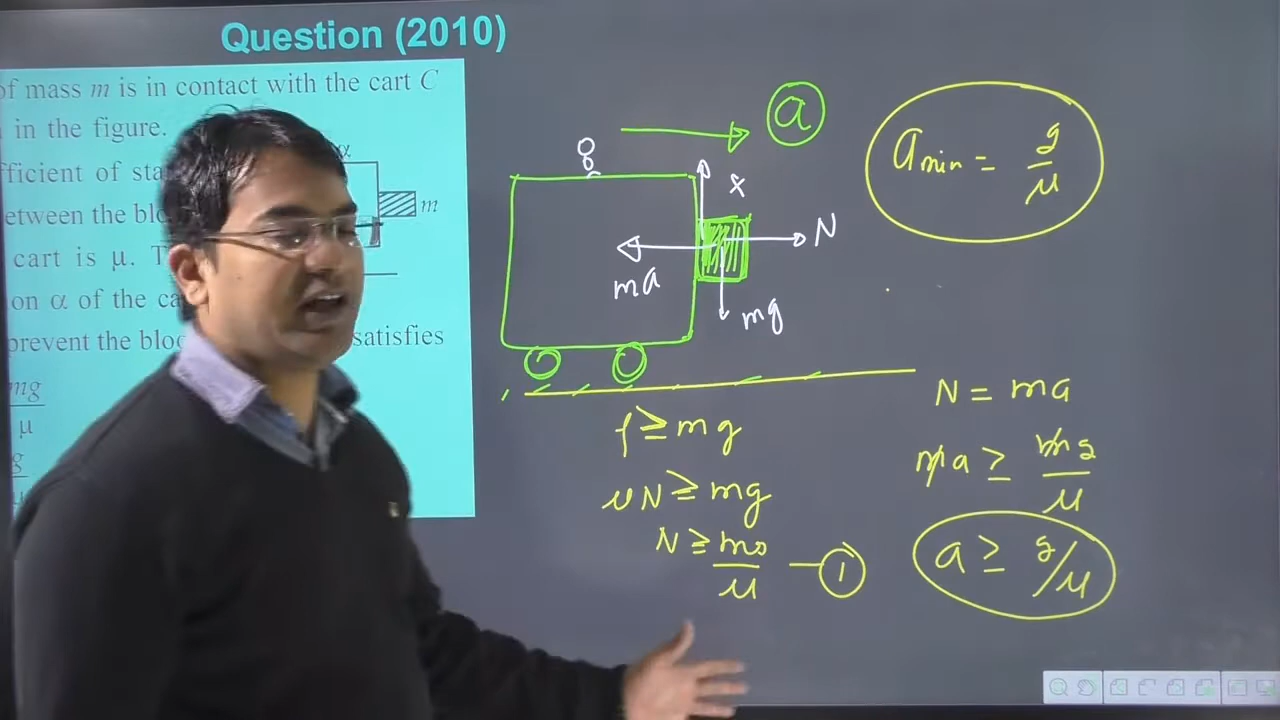 Question (2010)
of mass m is in contact with the cart C
in the figure.
fficient of sta
etween the blo
cart is μ. T
on α of the ca
prevent the bloc satisfies
mg
μ
g
α
m
a
N
ma
mg
a min = g/μ
f ≥ mg
μN ≥ mg
N ≥ mg/μ — 1
N = ma
ma ≥ mg/μ
a ≥ g/μ